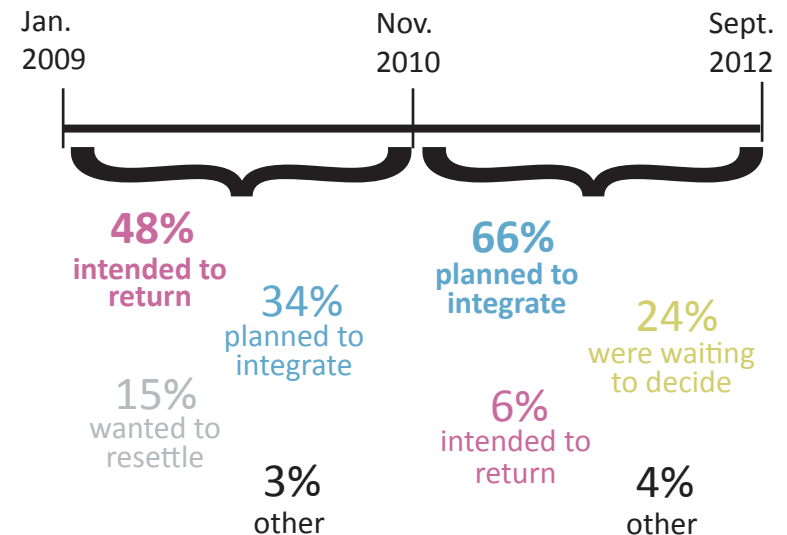 Jan.
2009
Nov.
2010
Sept.
2012
48%
intended to
return
34%
planned to
integrate
15%
wanted to
resettle
3%
other
66%
planned to
integrate
24%
were waiting
to decide
6%
intended to
return
4%
other